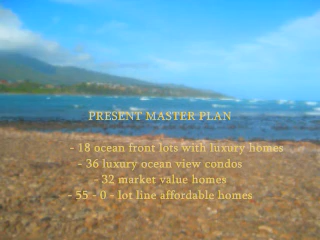 PRESENT MASTER PLAN
- 18 ocean front lots with luxury homes
- 36 luxury ocean view condos
- 32 market value homes
- 55 - 0 - lot line affordable homes